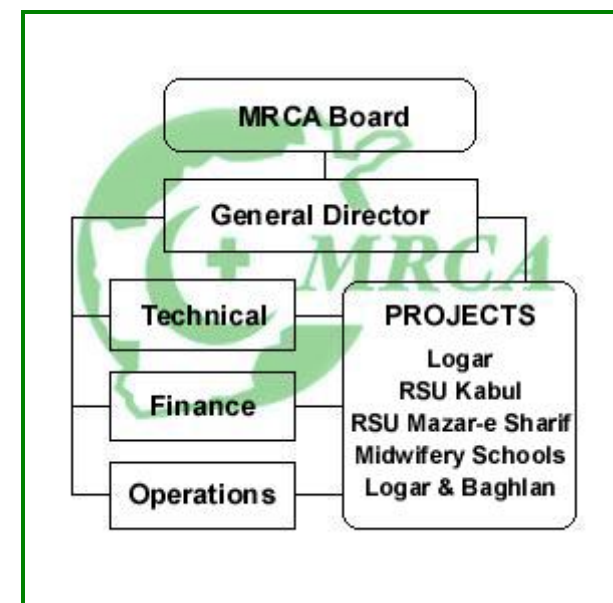 MRCA Board
General Director
MRCA
Technical
Finance
Operations
PROJECTS
Logar
RSU Kabul
RSU Mazar-e Sharif
Midwifery Schools
Logar & Baghlan